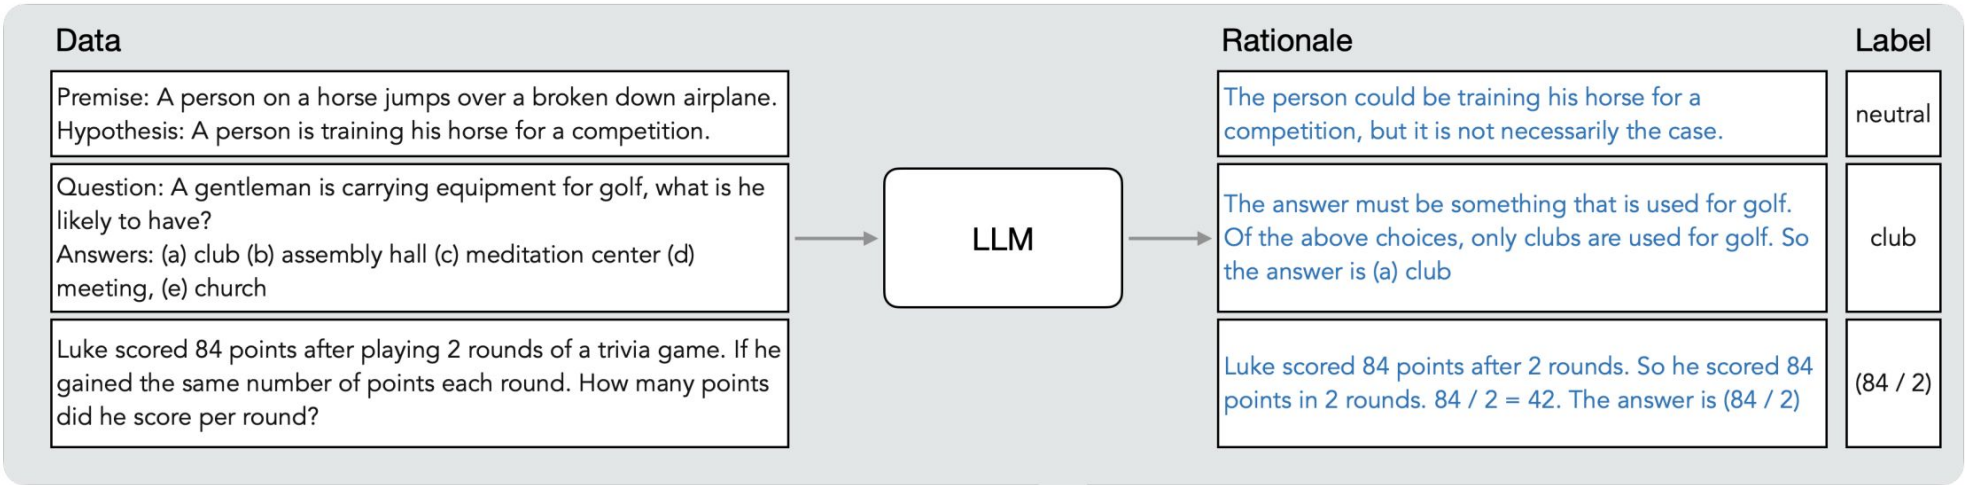 Data
Rationale
Label
Premise: A person on a horse jumps over a broken down airplane.
Hypothesis: A person is training his horse for a competition.
The person could be training his horse for a
competition, but it is not necessarily the case.
neutral
Question: A gentleman is carrying equipment for golf, what is he
likely to have?
Answers: (a) club (b) assembly hall (c) meditation center (d)
meeting, (e) church
LLM
The answer must be something that is used for golf.
Of the above choices, only clubs are used for golf. So
the answer is (a) club
club
Luke scored 84 points after playing 2 rounds of a trivia game. If he
gained the same number of points each round. How many points
did he score per round?
Luke scored 84 points after 2 rounds. So he scored 84
points in 2 rounds. 84 / 2 = 42. The answer is (84 / 2)
(84 / 2)